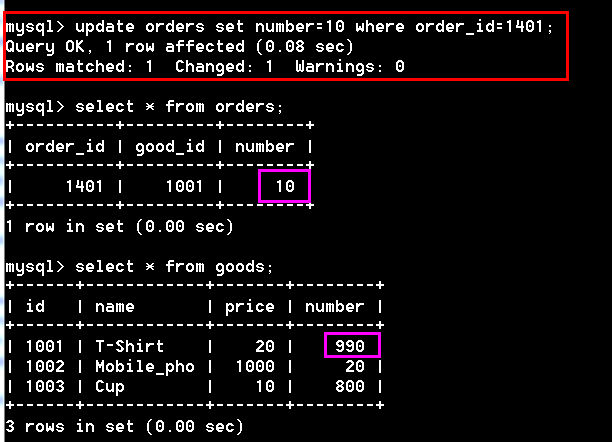 mysql> update orders set number=10 where order_id=1401;
Query OK, 1 row affected (0.08 sec)
Rows matched: 1  Changed: 1  Warnings: 0
mysql> select * from orders;
+----------+---------+--------+
| order_id | good_id | number |
+----------+---------+--------+
|     1401 |    1001 |     10 |
+----------+---------+--------+
1 row in set (0.00 sec)
mysql> select * from goods;
+------+------------+-------+--------+
| id   | name       | price | number |
+------+------------+-------+--------+
| 1001 | T-Shirt    |    20 |    990 |
| 1002 | Mobile_pho |  1000 |     20 |
| 1003 | Cup        |    10 |    800 |
+------+------------+-------+--------+
3 rows in set (0.00 sec)